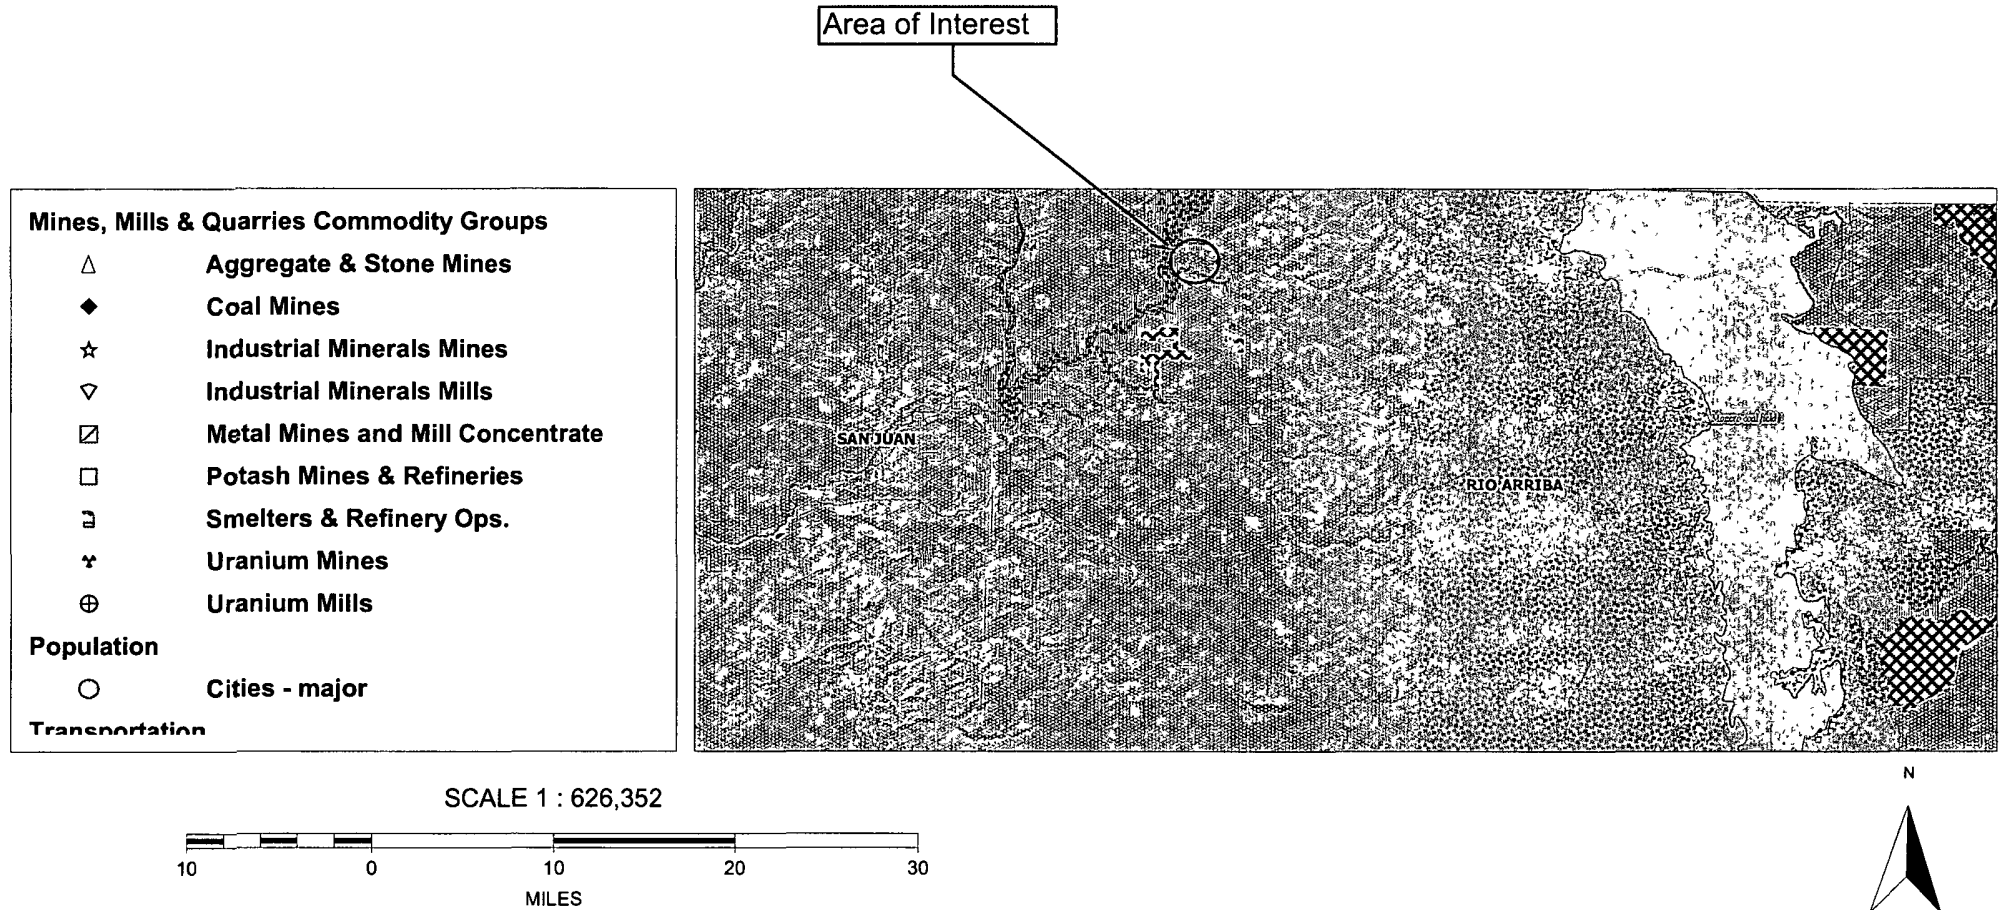 Area of Interest
Mines, Mills & Quarries Commodity Groups
Aggregate & Stone Mines
Coal Mines
Industrial Minerals Mines
Industrial Minerals Mills
Metal Mines and Mill Concentrate
Potash Mines & Refineries
Smelters & Refinery Ops.
Uranium Mines
Uranium Mills
Population
Cities - major
Transportation
SAN JUAN
RIO ARRIBA
SCALE 1 : 626,352
10 0 10 20 30
MILES
N